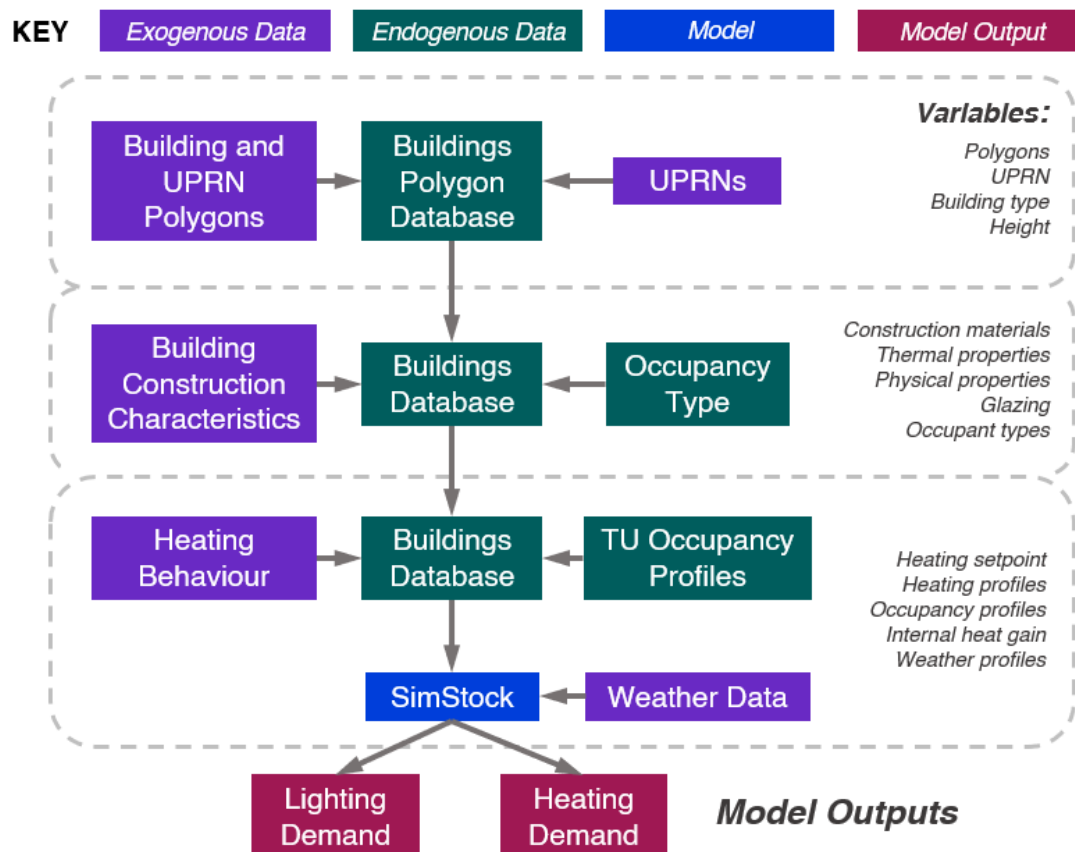 KEY
Exogenous Data
Endogenous Data
Model
Model Output
Building and
UPRN
Polygons
Buildings
Polygon
Database
UPRNs
Variables:
Polygons
UPRN
Building type
Height
Building
Construction
Characteristics
Buildings
Database
Occupancy
Type
Construction materials
Thermal properties
Physical properties
Glazing
Occupant types
Heating
Behaviour
Buildings
Database
TU Occupancy
Profiles
Heating setpoint
Heating profiles
Occupancy profiles
Internal heat gain
Weather profiles
SimStock
Weather Data
Lighting
Demand
Heating
Demand
Model Outputs